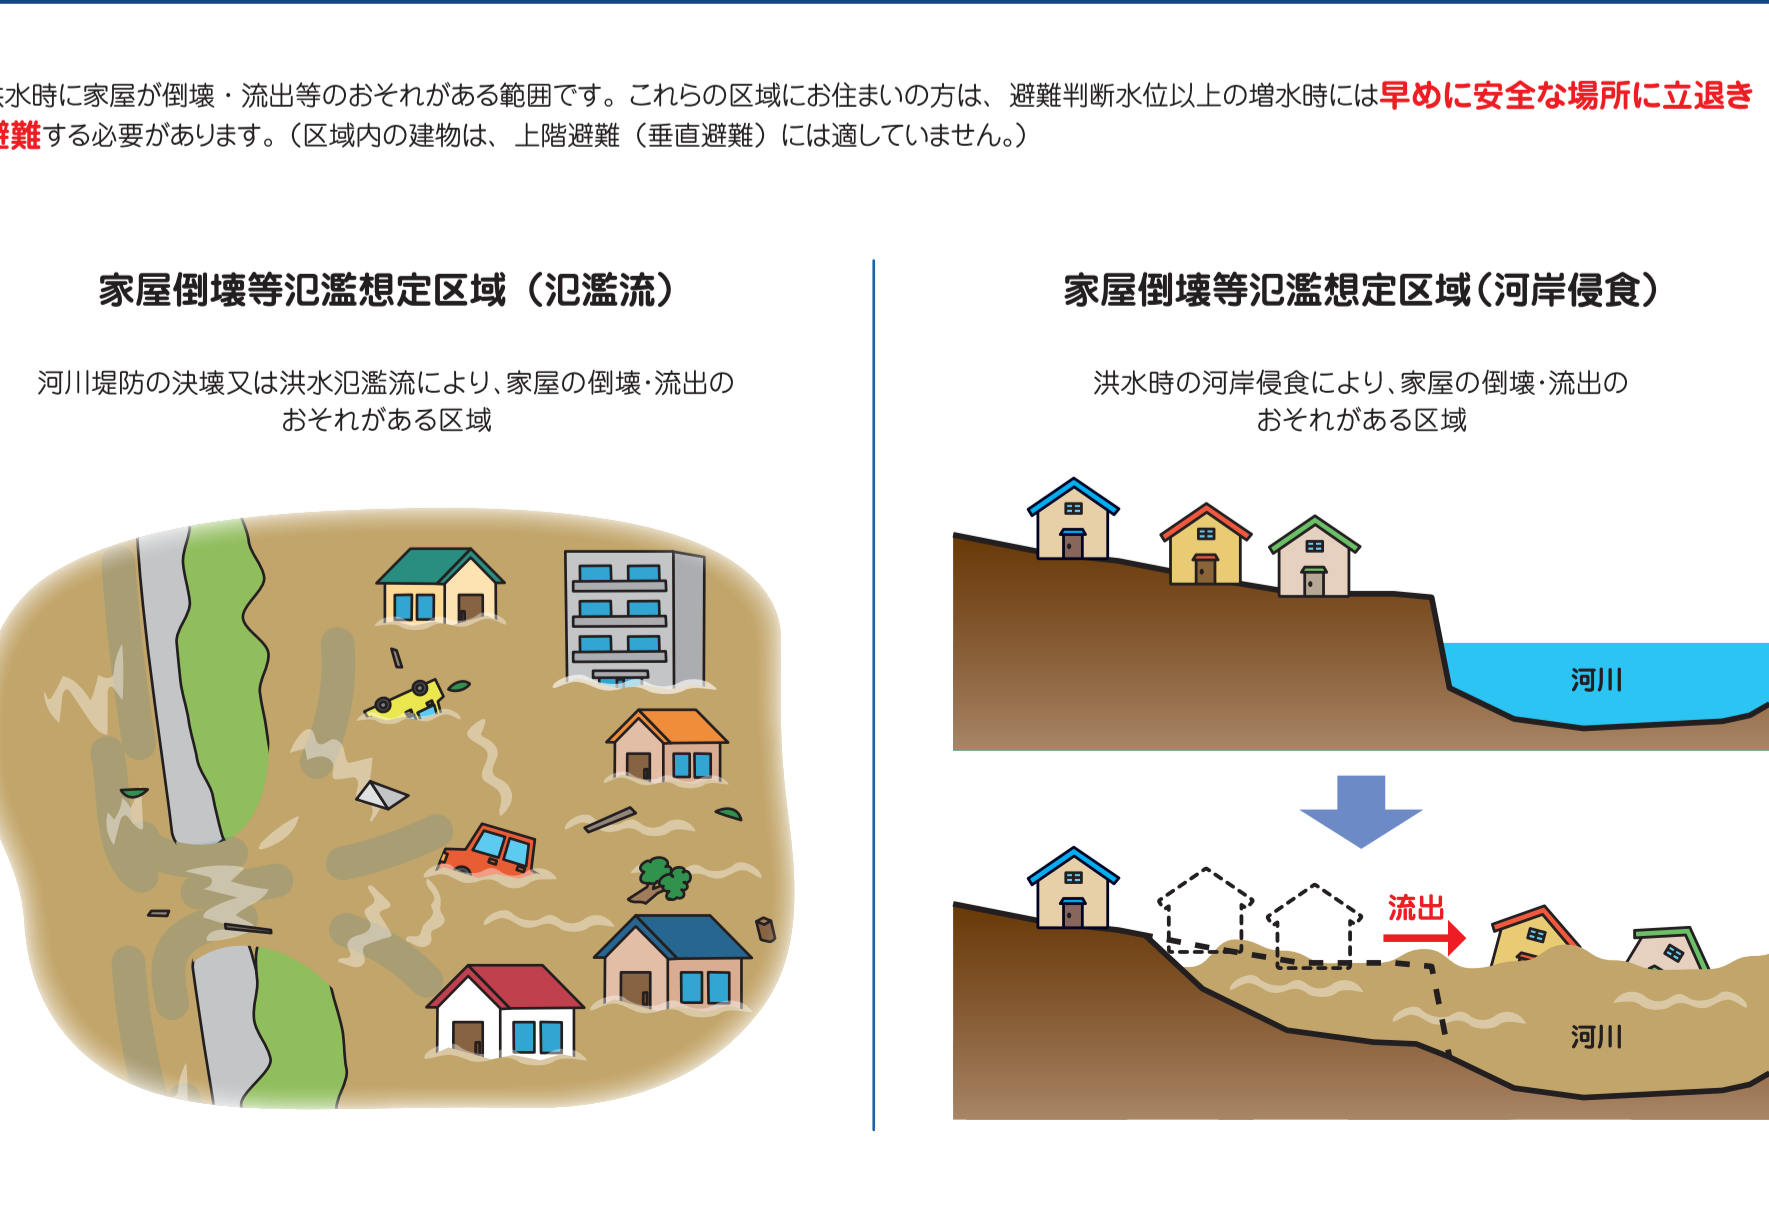 水時に家屋が倒壊・流出等のおそれがある範囲です。これらの区域にお住まいの方は、避難判断水位以上の増水時には早めに安全な場所に立退き
避難する必要があります。（区域内の建物は、上階避難（垂直避難）には適していません。）
家屋倒壊等氾濫想定区域（氾濫流）
河川堤防の決壊又は洪水氾濫流により、家屋の倒壊・流出の
おそれがある区域
家屋倒壊等氾濫想定区域（河岸侵食）
洪水時の河岸侵食により、家屋の倒壊・流出の
おそれがある区域
河川
流出
河川